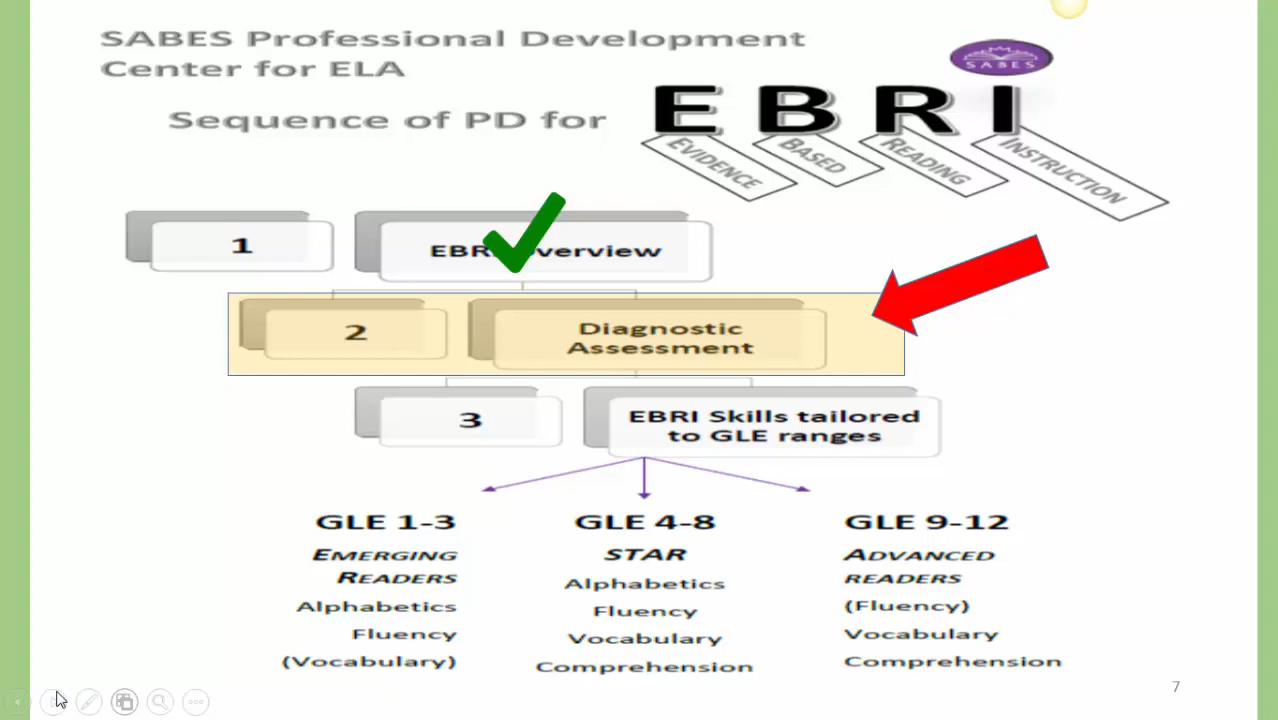 SABES Professional Development
Center for ELA
SABES
Sequence of PD for EBRI
EVIDENCE BASED READING INSTRUCTION
1 EBRI Overview
2 Diagnostic
Assessment
3 EBRI Skills tailored
to GLE ranges
GLE 1-3
EMERGING
READERS
Alphabetics
Fluency
(Vocabulary)
GLE 4-8
STAR
Alphabetics
Fluency
Vocabulary
Comprehension
GLE 9-12
ADVANCED
READERS
(Fluency)
Vocabulary
Comprehension
7